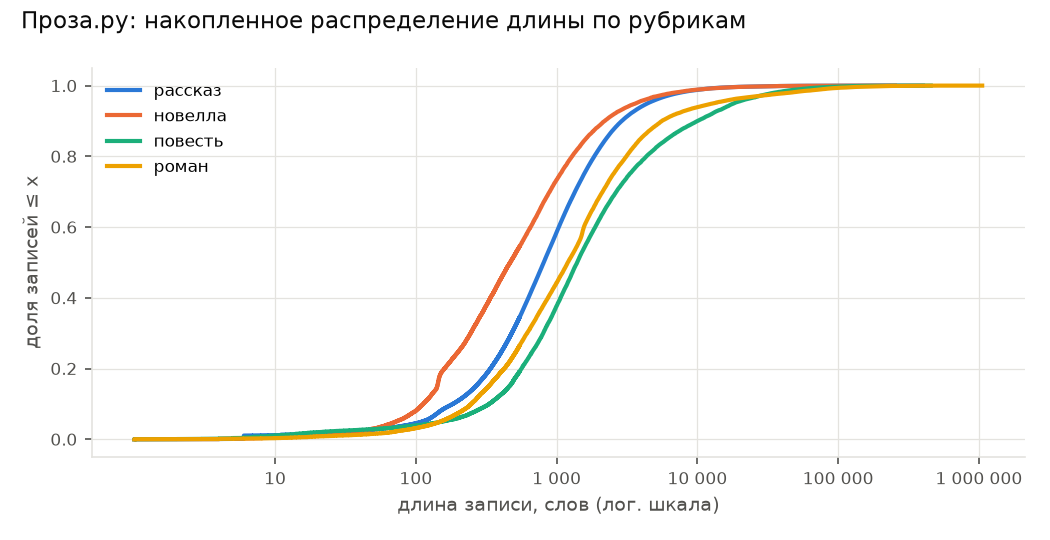 Проза.ру: накопленное распределение длины по рубрикам
1.0
0.8
0.6
0.4
0.2
0.0
доля записей ≤ x
рассказ
новелла
повесть
роман
10
100
1 000
10 000
100 000
1 000 000
длина записи, слов (лог. шкала)